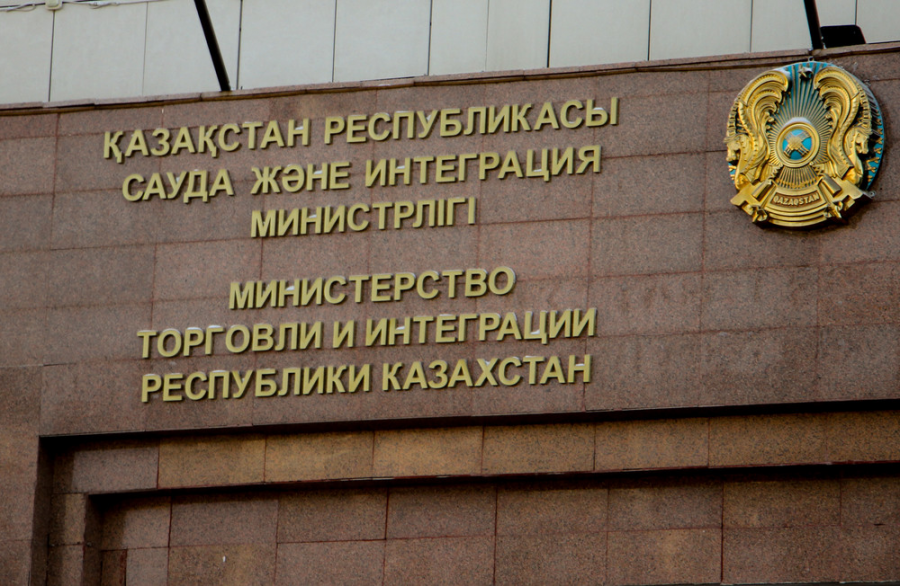 ҚАЗАҚСТАН РЕСПУБЛИКАСЫ
САУДА ЖӘНЕ ИНТЕГРАЦИЯ
МИНИСТРЛІГІ
МИНИСТЕРСТВО
ТОРГОВЛИ И ИНТЕГРАЦИИ
РЕСПУБЛИКИ КАЗАХСТАН
QAZAQSTAN